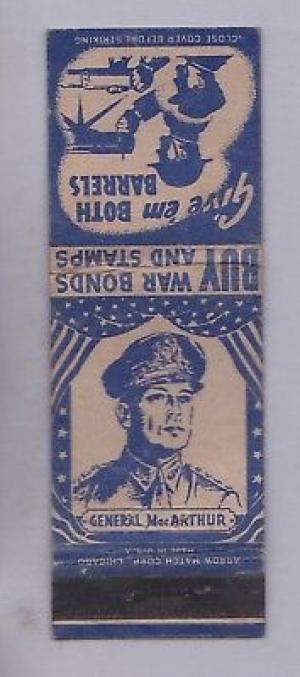 CLOSE COVER BEFORE STRIKING
Give 'em BOTH
BARRELS
BUY WAR BONDS
AND STAMPS
GENERAL MacARTHUR
ARROW MATCH CORP., CHICAGO
MADE IN U.S.A.